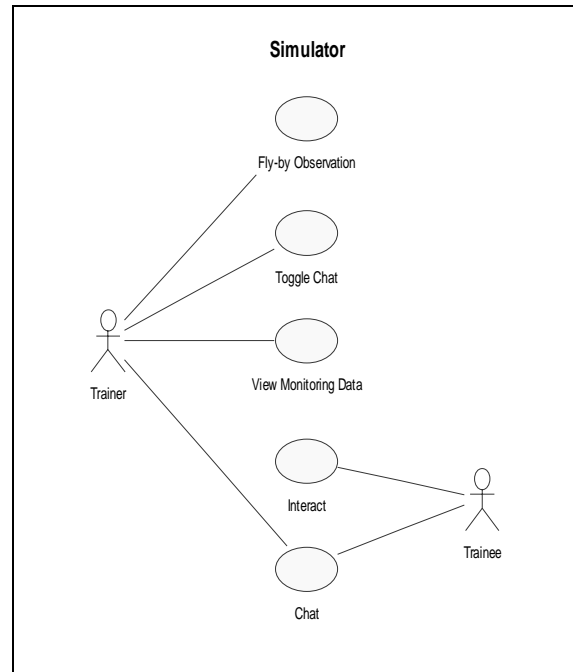 Simulator
Fly-by Observation
Toggle Chat
View Monitoring Data
Trainer
Interact
Trainee
Chat